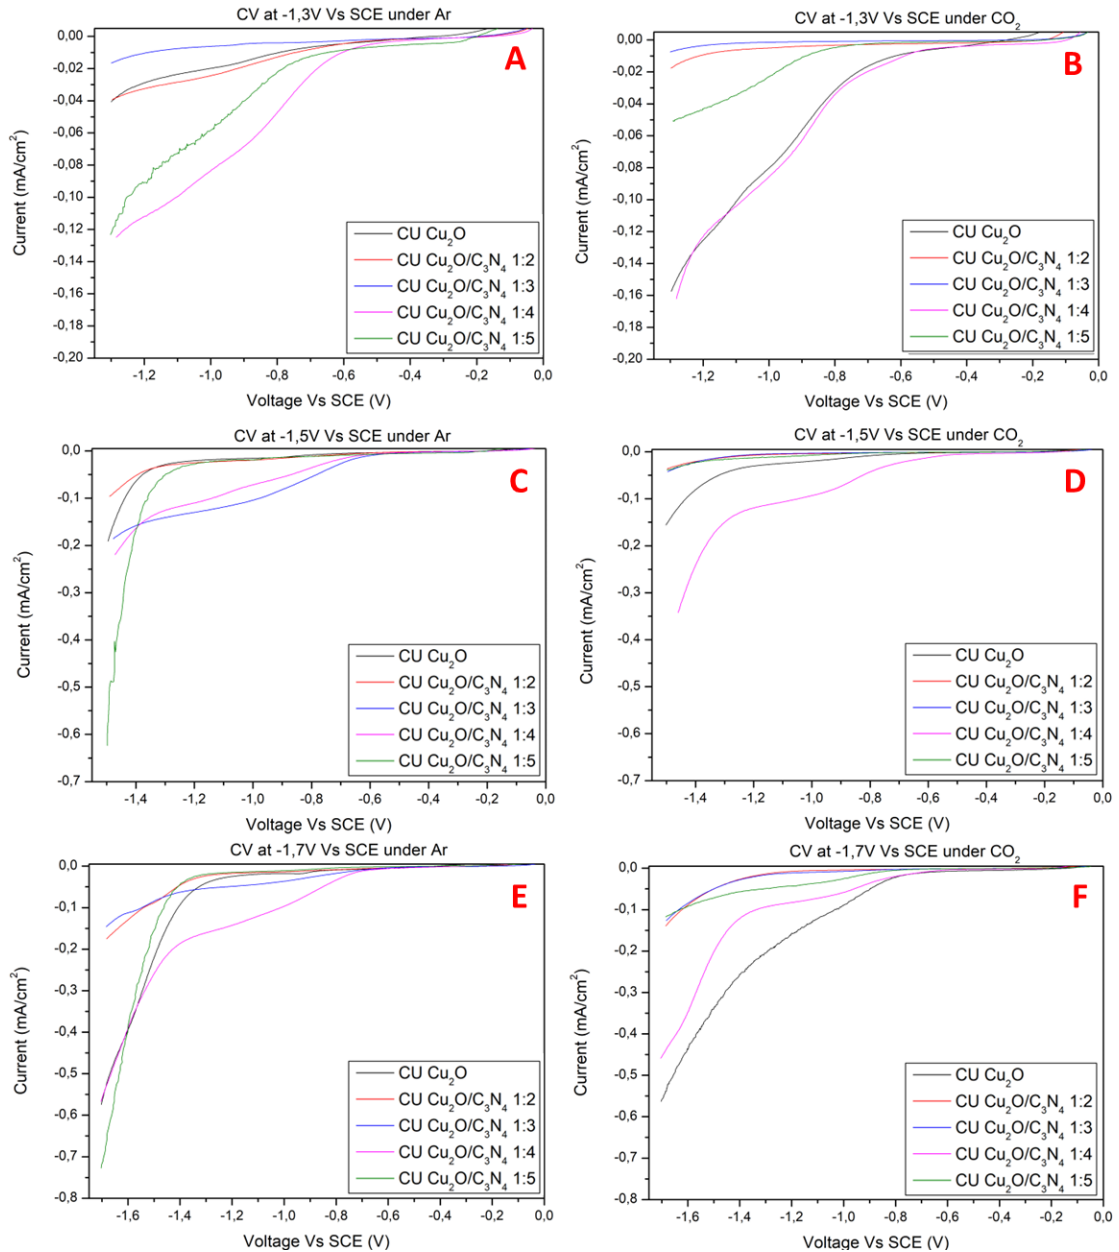 CV at -1,3V Vs SCE under Ar
A
0,00
-0,02
-0,04
-0,06
-0,08
-0,10
-0,12
-0,14
-0,16
-0,18
-0,20
Current (mA/cm²)
CU Cu₂O
CU Cu₂O/C₃N₄ 1:2
CU Cu₂O/C₃N₄ 1:3
CU Cu₂O/C₃N₄ 1:4
CU Cu₂O/C₃N₄ 1:5
-1,2 -1,0 -0,8 -0,6 -0,4 -0,2 0,0
Voltage Vs SCE (V)
CV at -1,3V Vs SCE under CO₂
B
0,00
-0,02
-0,04
-0,06
-0,08
-0,10
-0,12
-0,14
-0,16
-0,18
-0,20
Current (mA/cm²)
CU Cu₂O
CU Cu₂O/C₃N₄ 1:2
CU Cu₂O/C₃N₄ 1:3
CU Cu₂O/C₃N₄ 1:4
CU Cu₂O/C₃N₄ 1:5
-1,2 -1,0 -0,8 -0,6 -0,4 -0,2 0,0
Voltage Vs SCE (V)
CV at -1,5V Vs SCE under Ar
C
0,0
-0,1
-0,2
-0,3
-0,4
-0,5
-0,6
-0,7
Current (mA/cm²)
CU Cu₂O
CU Cu₂O/C₃N₄ 1:2
CU Cu₂O/C₃N₄ 1:3
CU Cu₂O/C₃N₄ 1:4
CU Cu₂O/C₃N₄ 1:5
-1,4 -1,2 -1,0 -0,8 -0,6 -0,4 -0,2 0,0
Voltage Vs SCE (V)
CV at -1,5V Vs SCE under CO₂
D
0,0
-0,1
-0,2
-0,3
-0,4
-0,5
-0,6
-0,7
Current (mA/cm²)
CU Cu₂O
CU Cu₂O/C₃N₄ 1:2
CU Cu₂O/C₃N₄ 1:3
CU Cu₂O/C₃N₄ 1:4
CU Cu₂O/C₃N₄ 1:5
-1,4 -1,2 -1,0 -0,8 -0,6 -0,4 -0,2 0,0
Voltage Vs SCE (V)
CV at -1,7V Vs SCE under Ar
E
0,0
-0,1
-0,2
-0,3
-0,4
-0,5
-0,6
-0,7
-0,8
Current (mA/cm²)
CU Cu₂O
CU Cu₂O/C₃N₄ 1:2
CU Cu₂O/C₃N₄ 1:3
CU Cu₂O/C₃N₄ 1:4
CU Cu₂O/C₃N₄ 1:5
-1,6 -1,4 -1,2 -1,0 -0,8 -0,6 -0,4 -0,2 0,0
Voltage Vs SCE (V)
CV at -1,7V Vs SCE under CO₂
F
0,0
-0,1
-0,2
-0,3
-0,4
-0,5
-0,6
-0,7
-0,8
Current (mA/cm²)
CU Cu₂O
CU Cu₂O/C₃N₄ 1:2
CU Cu₂O/C₃N₄ 1:3
CU Cu₂O/C₃N₄ 1:4
CU Cu₂O/C₃N₄ 1:5
-1,6 -1,4 -1,2 -1,0 -0,8 -0,6 -0,4 -0,2 0,0
Voltage Vs SCE (V)